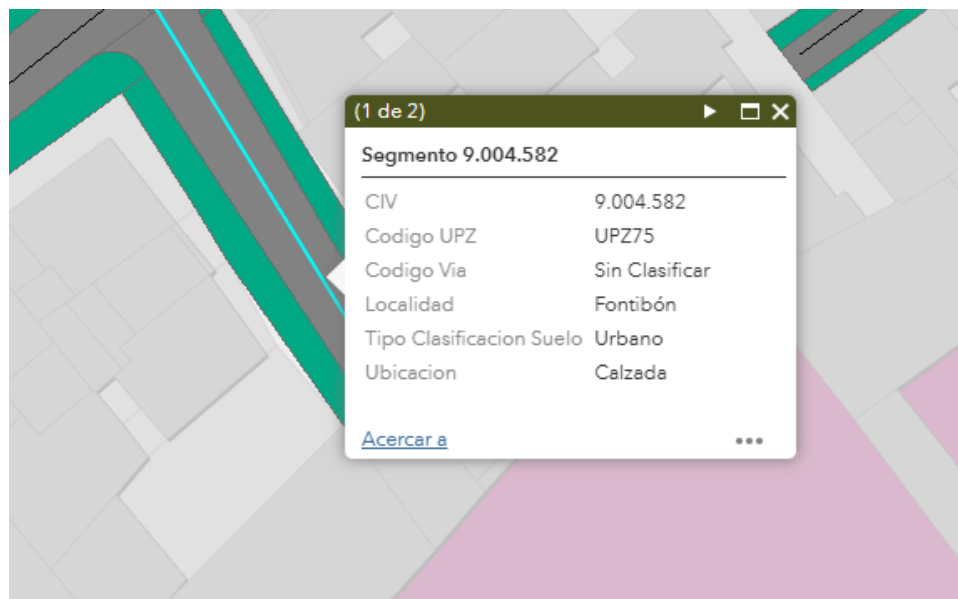 (1 de 2)
Segmento 9.004.582
CIV 9.004.582
Codigo UPZ UPZ75
Codigo Via Sin Clasificar
Localidad Fontibón
Tipo Clasificacion Suelo Urbano
Ubicacion Calzada
Acercar a